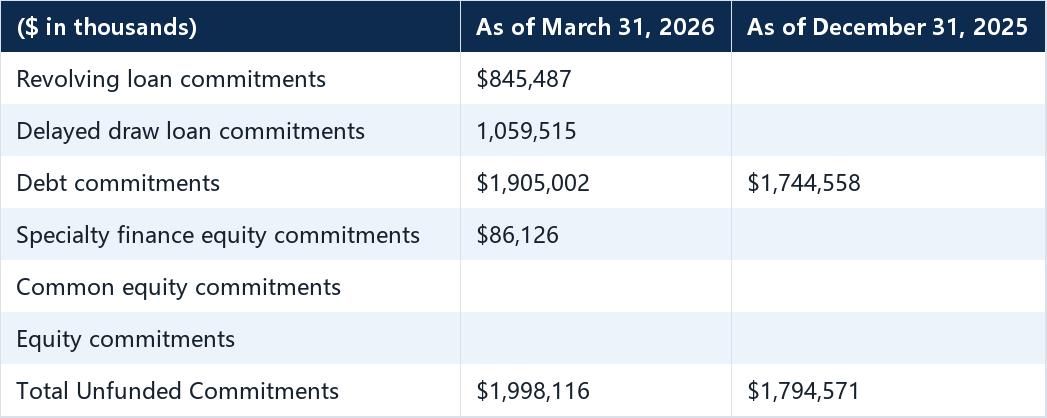 ($ in thousands) As of March 31, 2026 As of December 31, 2025
Revolving loan commitments $845,487
Delayed draw loan commitments 1,059,515
Debt commitments $1,905,002 $1,744,558
Specialty finance equity commitments $86,126
Common equity commitments
Equity commitments
Total Unfunded Commitments $1,998,116 $1,794,571